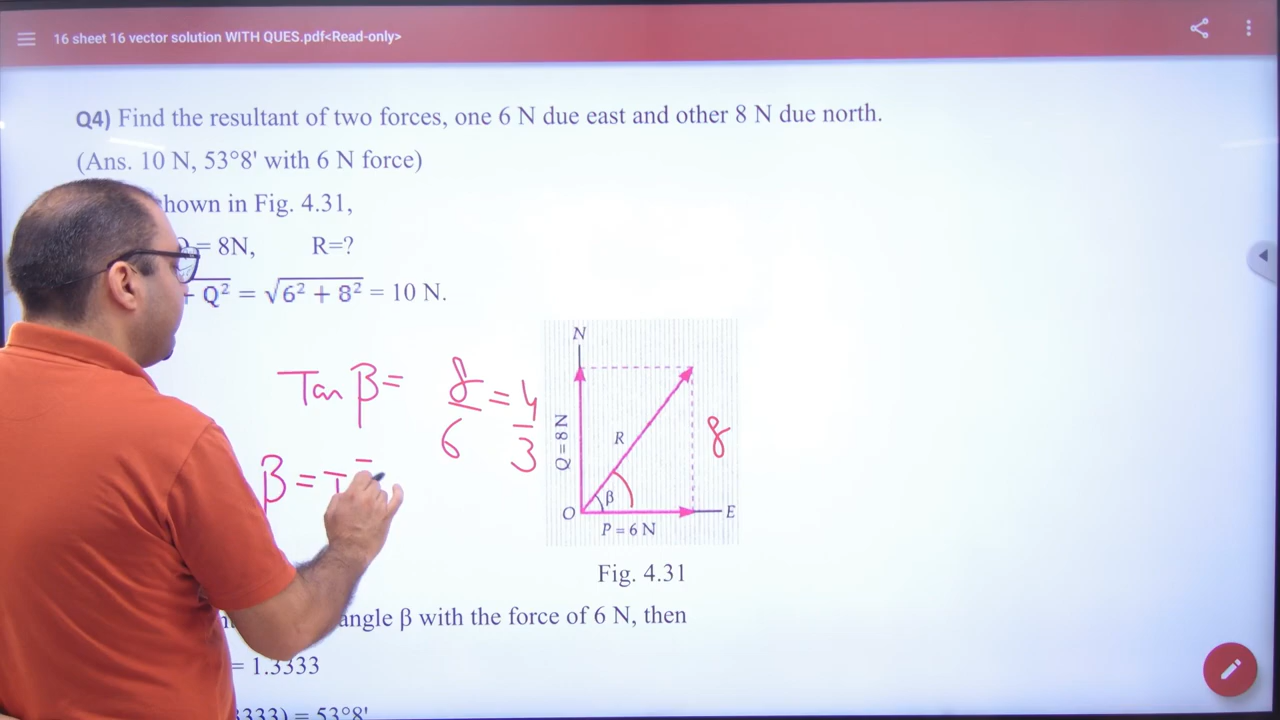 16 sheet 16 vector solution WITH QUES.pdf<Read-only>
Q4) Find the resultant of two forces, one 6 N due east and other 8 N due north.
(Ans. 10 N, 53°8' with 6 N force)
hown in Fig. 4.31,
= 8N, R=?
+ Q² = √6² + 8² = 10 N.
Tan β = 8/6 = 4/3
β = T
N
Q = 8 N
R
8
β
O
E
P = 6 N
Fig. 4.31
angle β with the force of 6 N, then
= 1.3333
333) = 53°8'